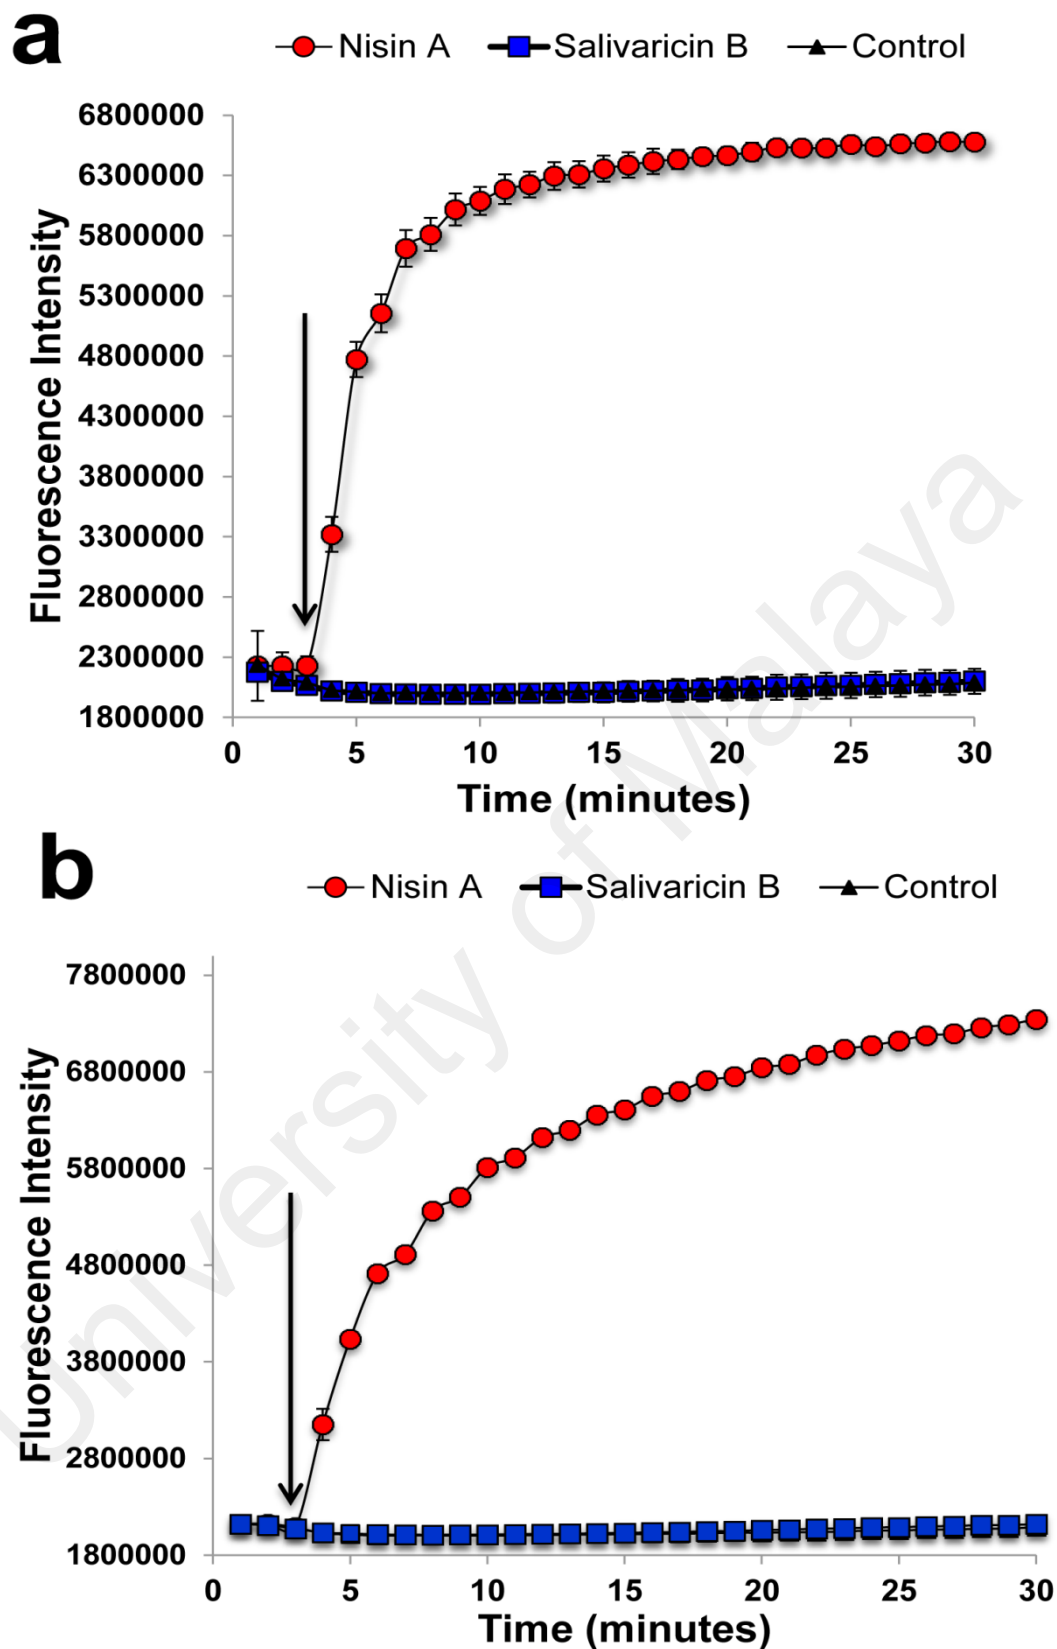 a
Nisin A Salivaricin B Control
6800000
6300000
5800000
5300000
4800000
4300000
3800000
3300000
2800000
2300000
1800000
Fluorescence Intensity
0 5 10 15 20 25 30
Time (minutes)
b
Nisin A Salivaricin B Control
7800000
6800000
5800000
4800000
3800000
2800000
1800000
Fluorescence Intensity
0 5 10 15 20 25 30
Time (minutes)
University of Malaya